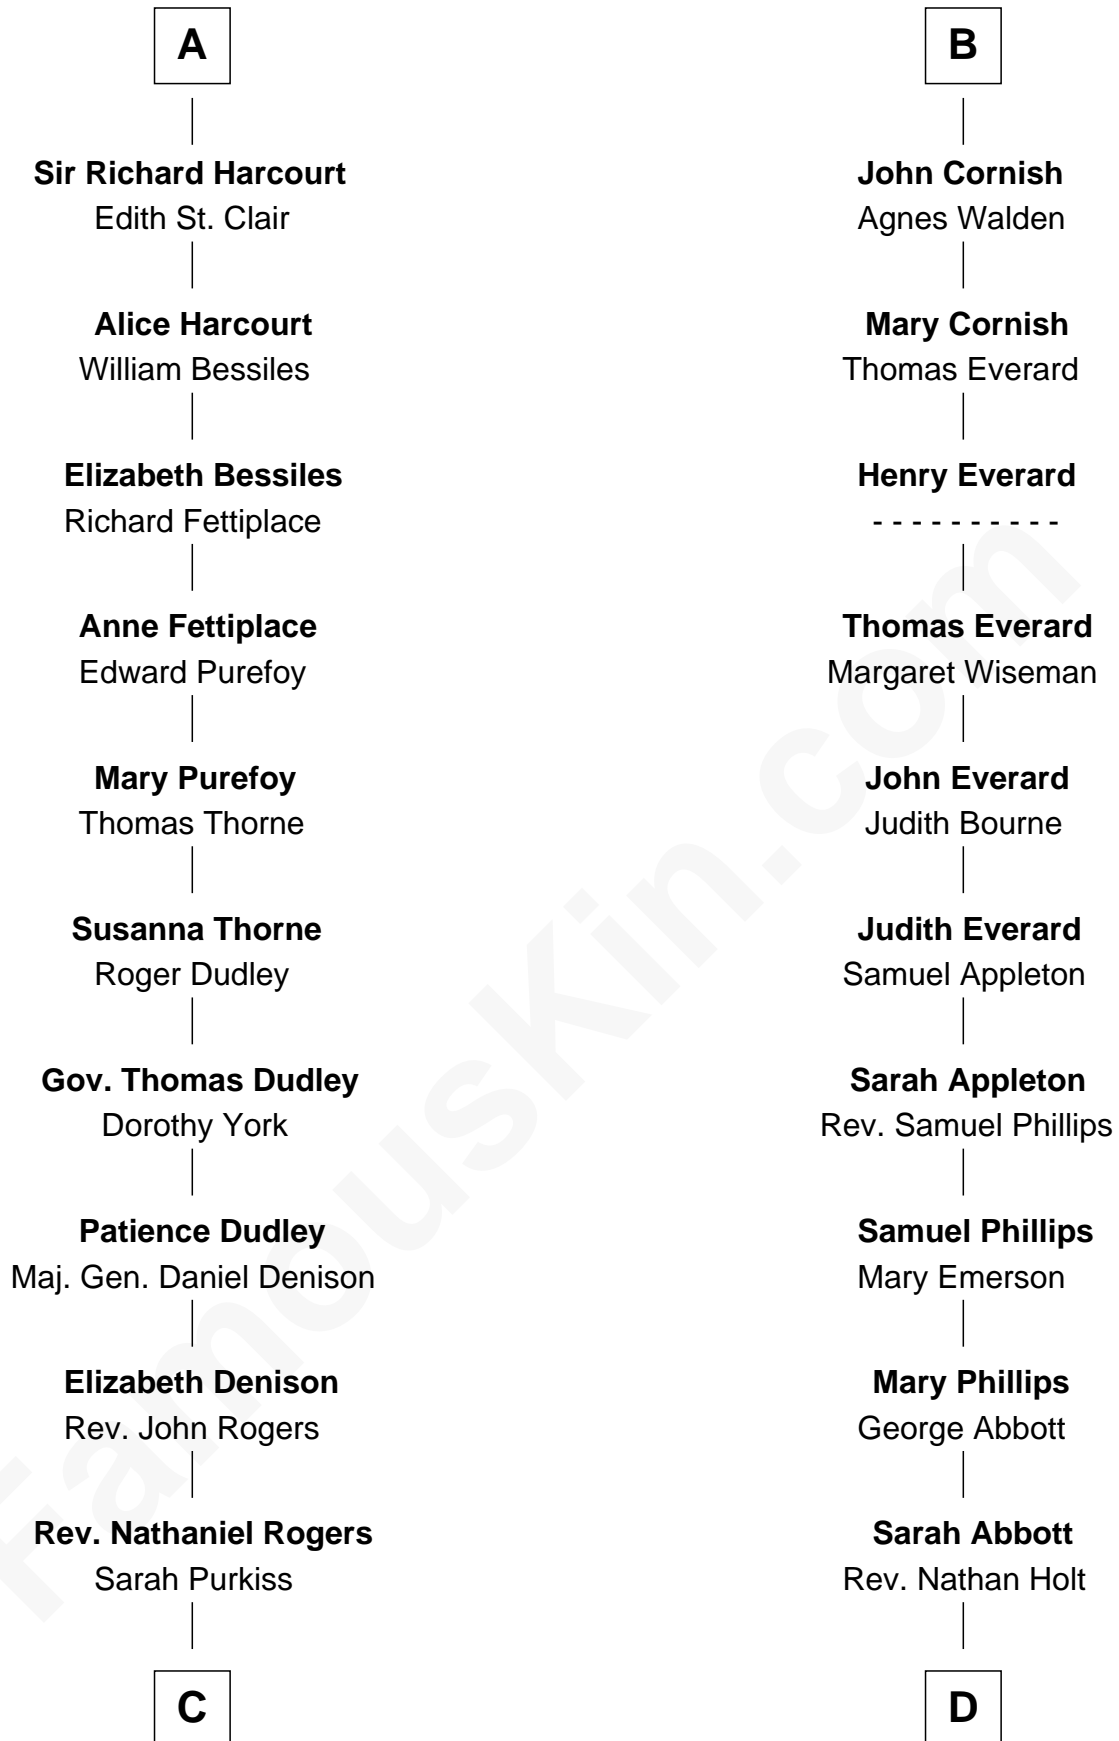 A
Sir Richard Harcourt
Edith St. Clair
Alice Harcourt
William Bessiles
Elizabeth Bessiles
Richard Fettiplace
Anne Fettiplace
Edward Purefoy
Mary Purefoy
Thomas Thorne
Susanna Thorne
Roger Dudley
Gov. Thomas Dudley
Dorothy York
Patience Dudley
Maj. Gen. Daniel Denison
Elizabeth Denison
Rev. John Rogers
Rev. Nathaniel Rogers
Sarah Purkiss
C
B
John Cornish
Agnes Walden
Mary Cornish
Thomas Everard
Henry Everard
- - - - - - - - - -
Thomas Everard
Margaret Wiseman
John Everard
Judith Bourne
Judith Everard
Samuel Appleton
Sarah Appleton
Rev. Samuel Phillips
Samuel Phillips
Mary Emerson
Mary Phillips
George Abbott
Sarah Abbott
Rev. Nathan Holt
D
FamousKin.com